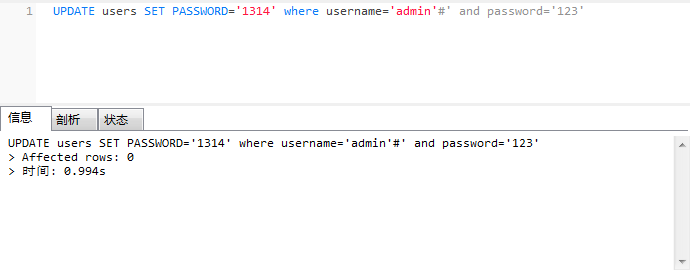 1 UPDATE users SET PASSWORD='1314' where username='admin'#' and password='123'
信息 剖析 状态
UPDATE users SET PASSWORD='1314' where username='admin'#' and password='123'
> Affected rows: 0
> 时间: 0.994s